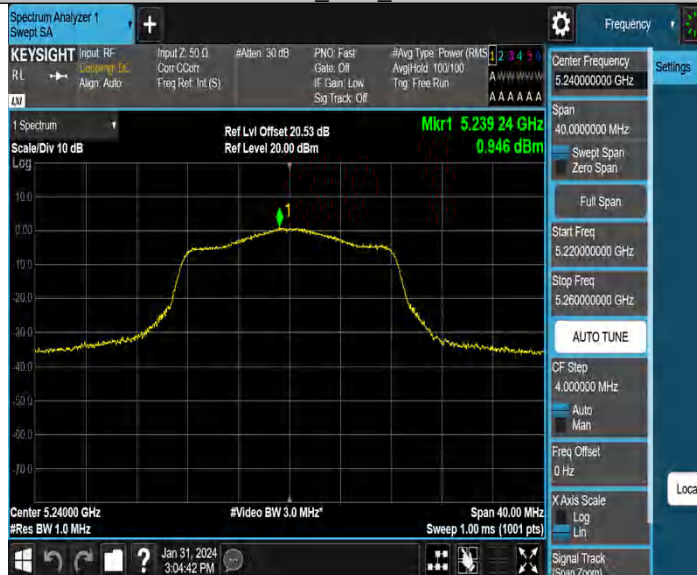 Spectrum Analyzer 1
Swept SA
+
Frequency
KEYSIGHT
RL
Input: RF
Coupling: DC
Align: Auto
Input Z: 50 Ω
Corr CCorr
Freq Ref: Int (S)
#Atten: 30 dB
PNO: Fast
Gate: Off
IF Gain: Low
Sig Track: Off
#Avg Type: Power (RMS
Avg|Hold: 100/100
Trig: Free Run
1 2 3 4 5 6
A W W W W W
A A A A A A
LXI
1 Spectrum
Scale/Div 10 dB
Ref Lvl Offset 20.53 dB
Ref Level 20.00 dBm
Mkr1 5.239 24 GHz
0.946 dBm
Log
10.0
0.00
-10.0
-20.0
-30.0
-40.0
-50.0
-60.0
-70.0
1
Center 5.24000 GHz
#Res BW 1.0 MHz
#Video BW 3.0 MHz*
Span 40.00 MHz
Sweep 1.00 ms (1001 pts)
Jan 31, 2024
3:04:42 PM
Center Frequency
5.240000000 GHz
Span
40.0000000 MHz
Swept Span
Zero Span
Full Span
Start Freq
5.220000000 GHz
Stop Freq
5.260000000 GHz
AUTO TUNE
CF Step
4.000000 MHz
Auto
Man
Freq Offset
0 Hz
X Axis Scale
Log
Lin
Signal Track
(Span Zoom)
Settings
Loca